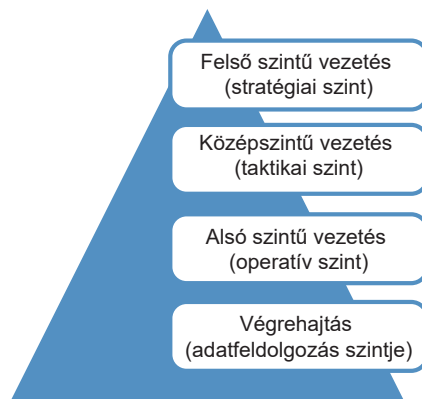 Felső szintű vezetés
(stratégiai szint)
Középszintű vezetés
(taktikai szint)
Alsó szintű vezetés
(operatív szint)
Végrehajtás
(adatfeldolgozás szintje)